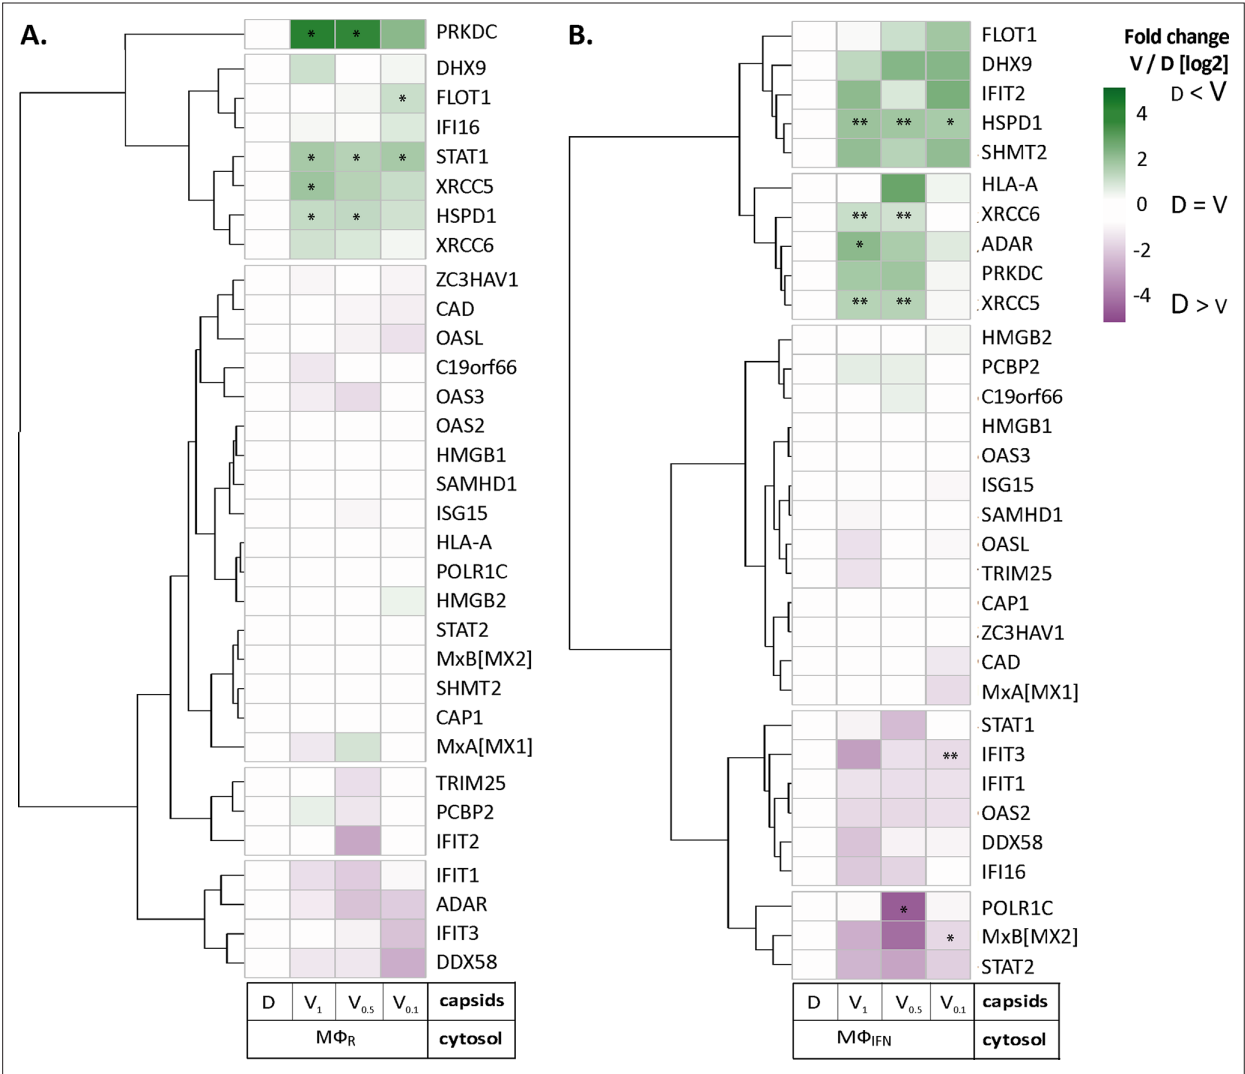 A.
PRKDC
* *
DHX9
FLOT1
*
IFI16
STAT1
* * *
XRCC5
*
HSPD1
* *
XRCC6
ZC3HAV1
CAD
OASL
C19orf66
OAS3
OAS2
HMGB1
SAMHD1
ISG15
HLA-A
POLR1C
HMGB2
STAT2
MxB[MX2]
SHMT2
CAP1
MxA[MX1]
TRIM25
PCBP2
IFIT2
IFIT1
ADAR
IFIT3
DDX58
D V1 V0.5 V0.1 capsids
MΦR cytosol
B.
FLOT1
DHX9
IFIT2
HSPD1
** ** *
SHMT2
HLA-A
XRCC6
** **
ADAR
*
PRKDC
XRCC5
** **
HMGB2
PCBP2
C19orf66
HMGB1
OAS3
ISG15
SAMHD1
OASL
TRIM25
CAP1
ZC3HAV1
CAD
MxA[MX1]
STAT1
IFIT3
**
IFIT1
OAS2
DDX58
IFI16
POLR1C
*
MxB[MX2]
*
STAT2
D V1 V0.5 V0.1 capsids
MΦIFN cytosol
Fold change
V / D [log2]
D < V
4
2
0 D = V
-2
-4 D > V